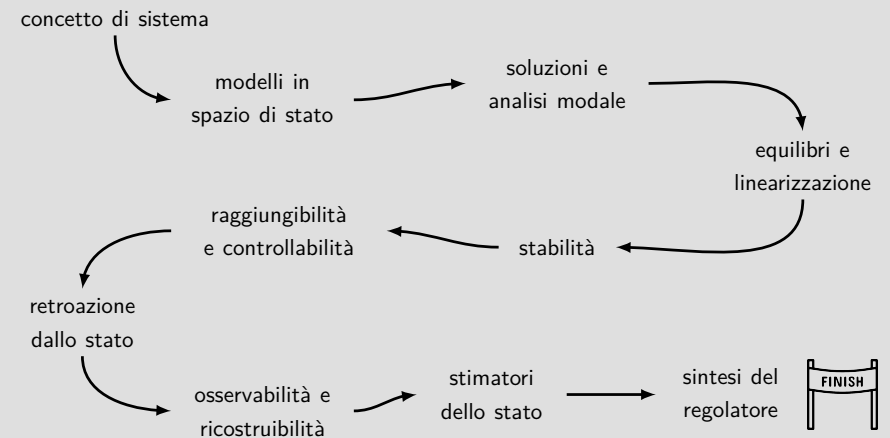 concetto di sistema
modelli in
spazio di stato
soluzioni e
analisi modale
equilibri e
linearizzazione
stabilità
raggiungibilità
e controllabilità
retroazione
dallo stato
osservabilità e
ricostruibilità
stimatori
dello stato
sintesi del
regolatore
FINISH